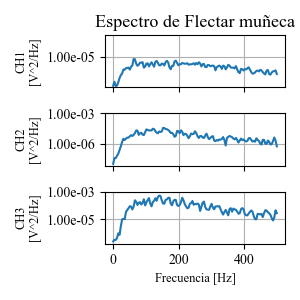 Espectro de Flectar muñeca
CH1
[V^2/Hz]
1.00e-05
CH2
[V^2/Hz]
1.00e-03
1.00e-06
CH3
[V^2/Hz]
1.00e-03
1.00e-05
0 200 400
Frecuencia [Hz]